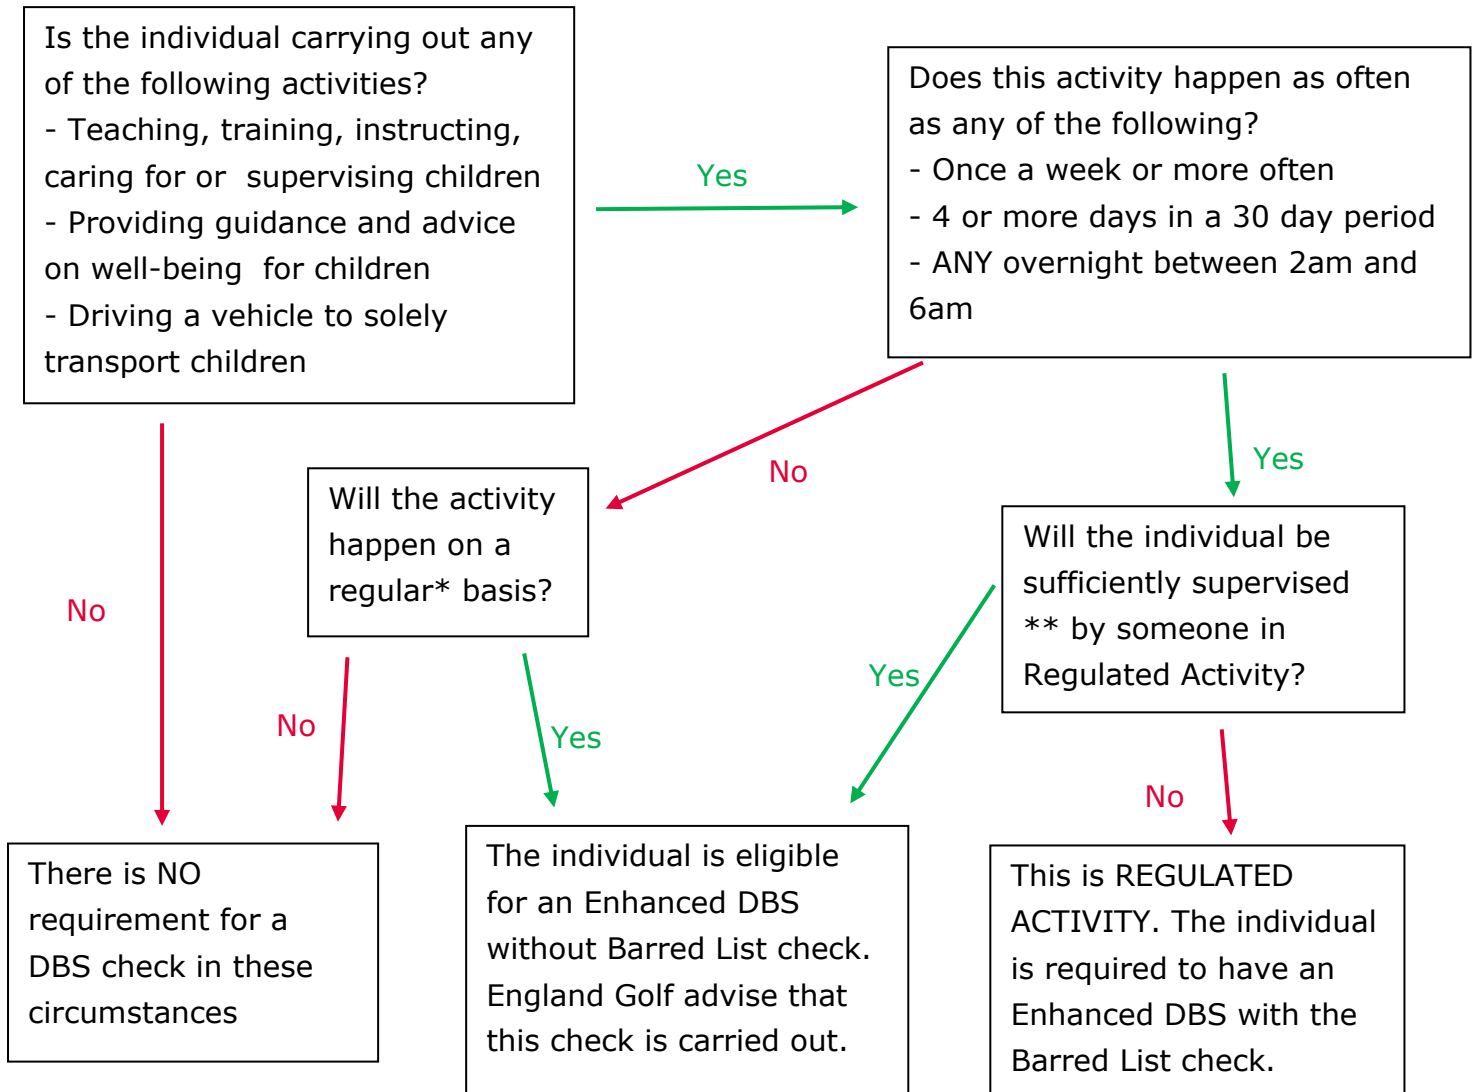 Is the individual carrying out any
of the following activities?
- Teaching, training, instructing,
caring for or  supervising children
- Providing guidance and advice
on well-being  for children
- Driving a vehicle to solely
transport children
Yes
Does this activity happen as often
as any of the following?
- Once a week or more often
- 4 or more days in a 30 day period
- ANY overnight between 2am and
6am
No
No
Yes
Will the activity
happen on a
regular* basis?
Will the individual be
sufficiently supervised
** by someone in
Regulated Activity?
No
Yes
Yes
No
There is NO
requirement for a
DBS check in these
circumstances
The individual is eligible
for an Enhanced DBS
without Barred List check.
England Golf advise that
this check is carried out.
This is REGULATED
ACTIVITY. The individual
is required to have an
Enhanced DBS with the
Barred List check.